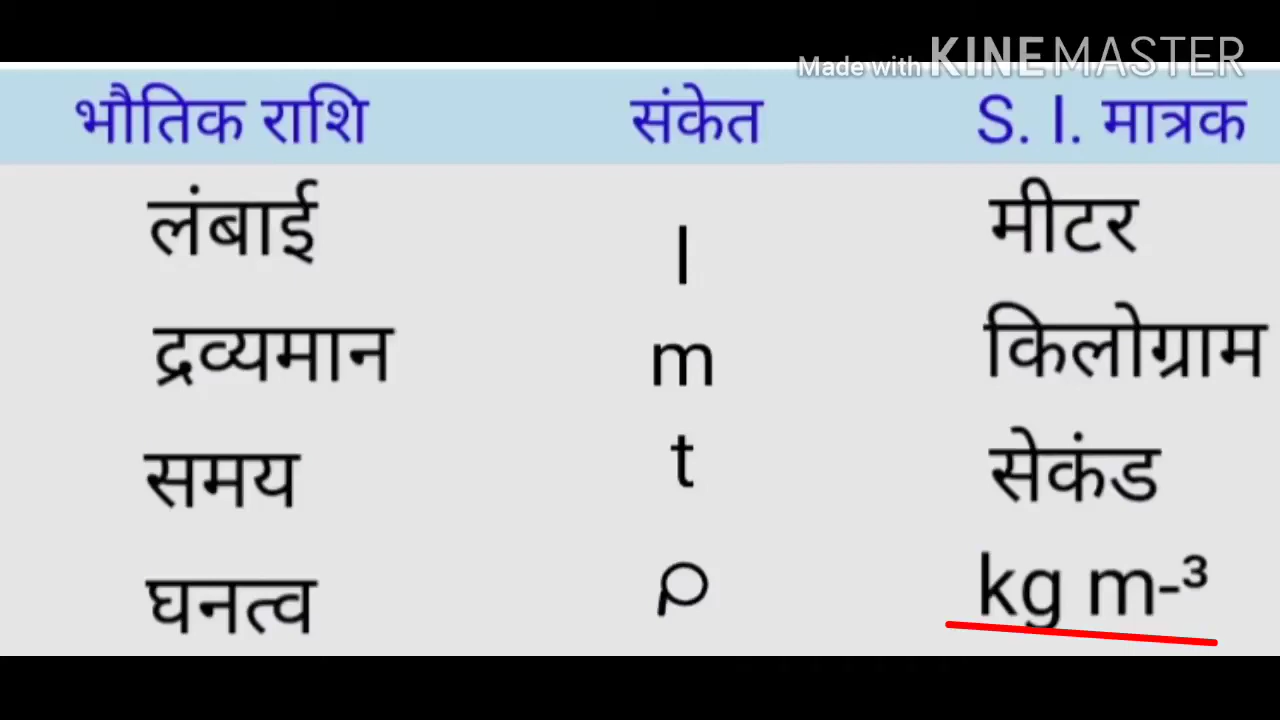 Made with KINEMASTER
भौतिक राशि संकेत S. I. मात्रक
लंबाई l मीटर
द्रव्यमान m किलोग्राम
समय t सेकंड
घनत्व ρ kg m-³